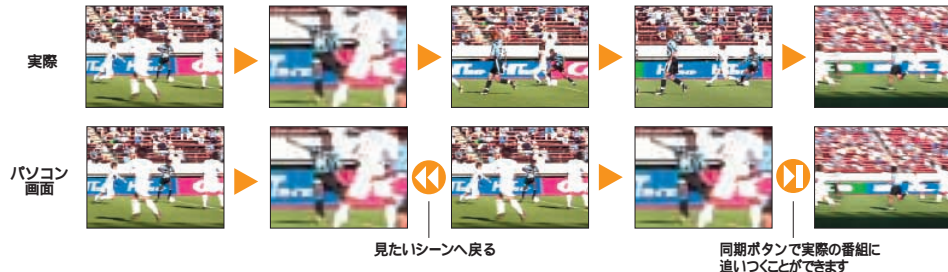 実際
パソコン
画面
見たいシーンへ戻る
同期ボタンで実際の番組に
追いつくことができます